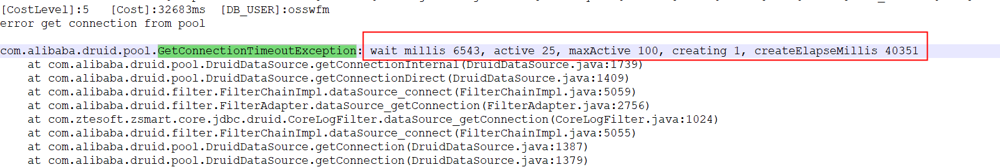 [CostLevel]:5   [Cost]:32683ms  [DB_USER]:osswfm
error get connection from pool
com.alibaba.druid.pool.GetConnectionTimeoutException: wait millis 6543, active 25, maxActive 100, creating 1, createElapseMillis 40351
    at com.alibaba.druid.pool.DruidDataSource.getConnectionInternal(DruidDataSource.java:1739)
    at com.alibaba.druid.pool.DruidDataSource.getConnectionDirect(DruidDataSource.java:1409)
    at com.alibaba.druid.filter.FilterChainImpl.dataSource_connect(FilterChainImpl.java:5059)
    at com.alibaba.druid.filter.FilterAdapter.dataSource_getConnection(FilterAdapter.java:2756)
    at com.ztesoft.zsmart.core.jdbc.druid.CoreLogFilter.dataSource_getConnection(CoreLogFilter.java:1024)
    at com.alibaba.druid.filter.FilterChainImpl.dataSource_connect(FilterChainImpl.java:5055)
    at com.alibaba.druid.pool.DruidDataSource.getConnection(DruidDataSource.java:1387)
    at com.alibaba.druid.pool.DruidDataSource.getConnection(DruidDataSource.java:1379)